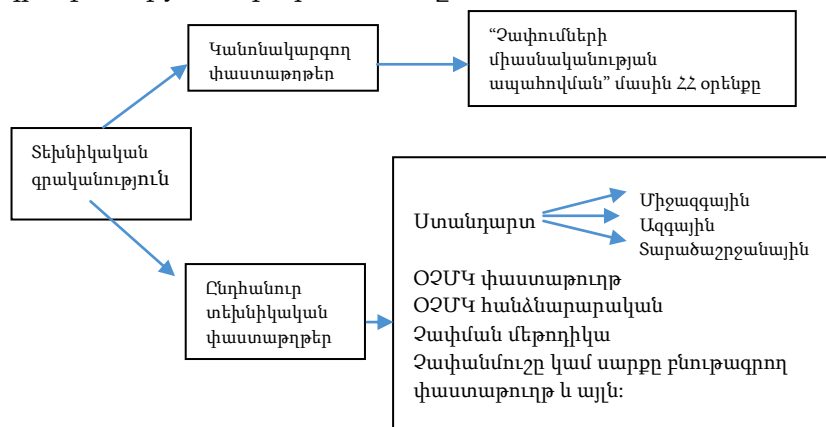 Կանոնակարգող
փաստաթղթեր
“Չափումների
միասնականության
ապահովման” մասին ՀՀ օրենքը
Տեխնիկական
գրականություն
Ընդհանուր
տեխնիկական
փաստաթղթեր
Ստանդարտ
Միջազգային
Ազգային
Տարածաշրջանային
ՕՉՄԿ փաստաթուղթ
ՕՉՄԿ հանձնարարական
Չափման մեթոդիկա
Չափանմուշը կամ սարքը բնութագրող
փաստաթուղթ և այլն: